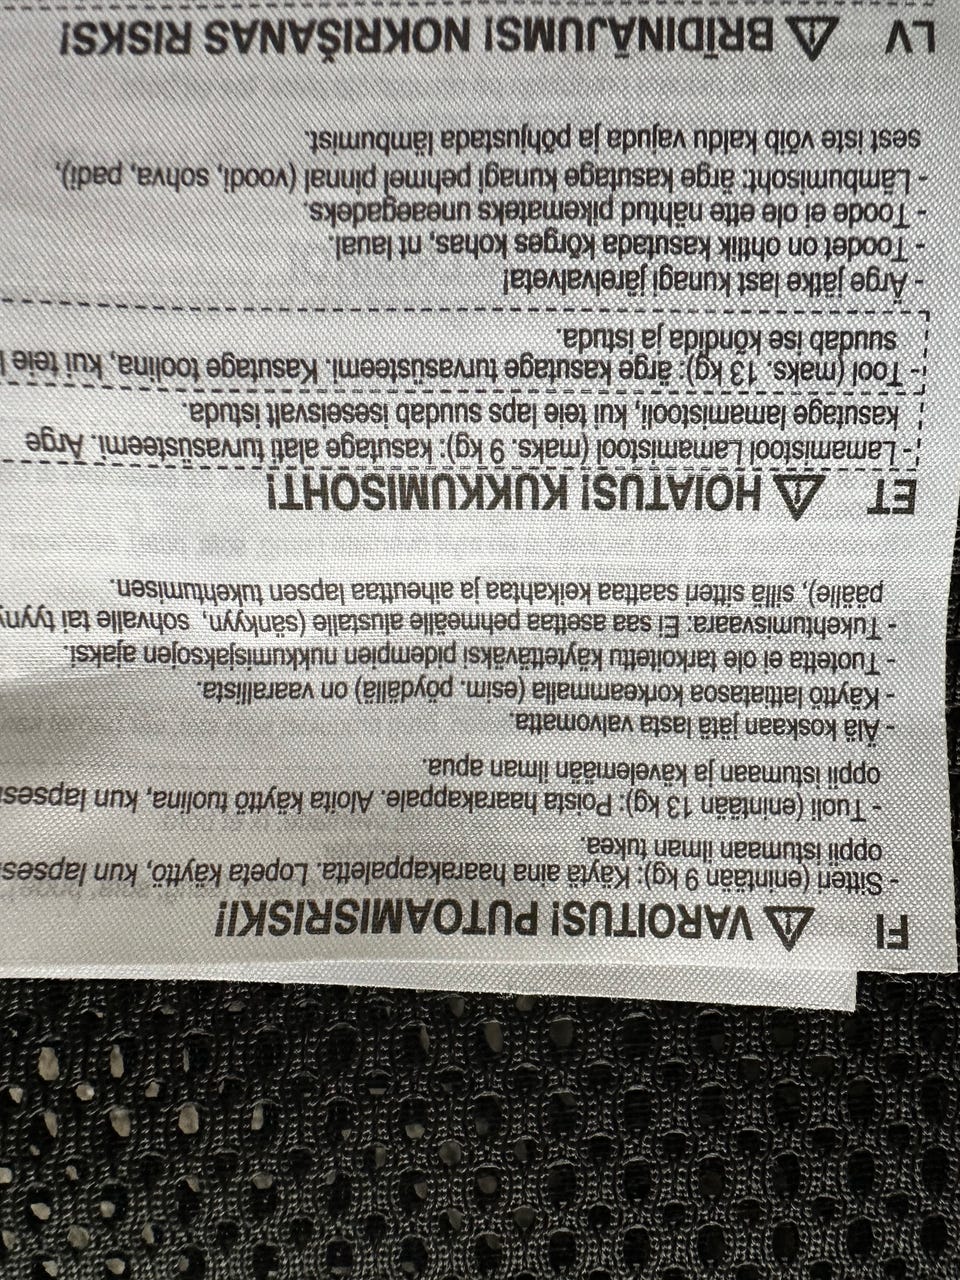 FI ⚠ VAROITUS! PUTOAMISRISKI!
- Sitteri (enintään 9 kg): Käytä aina haarakappaletta. Lopeta käyttö, kun lapsesi
oppii istumaan ilman tukea.
- Tuoli (enintään 13 kg): Poista haarakappale. Aloita käyttö tuolina, kun lapsesi
oppii istumaan ja kävelemään ilman apua.
- Älä koskaan jätä lasta valvomatta.
- Käyttö lattiatasoa korkeammalla (esim. pöydällä) on vaarallista.
- Tuotetta ei ole tarkoitettu käytettäväksi pidempien nukkumisjaksojen ajaksi.
- Tukehtumisvaara: Ei saa asettaa pehmeälle alustalle (sänkyyn, sohvalle tai
päälle), sillä sitteri saattaa keikahtaa ja aiheuttaa lapsen tukehtumisen.
ET ⚠ HOIATUS! KUKKUMISOHT!
- Lamamistool Lamamistool (maks. 9 kg): kasutage alati turvasüsteemi. Ärge
kasutage lamamistooli, kui teie laps suudab iseseisvalt istuda.
- Tool (maks. 13 kg): ärge kasutage turvasüsteemi. Kasutage toolina, kui teie
suudab ise kõndida ja istuda.
- Ärge jätke last kunagi järelvalveta!
- Toodet on ohtlik kasutada kõrges kohas, nt laual.
- Toode ei ole ette nähtud pikemateks uneaegadeks.
- Lämbumisoht: ärge kasutage kunagi pehmel pinnal (voodi, sohva, padi),
sest iste võib kaldu vajuda ja põhjustada lämbumist.
LV ⚠ BRĪDINĀJUMS! NOKRIŠANAS RISKS!